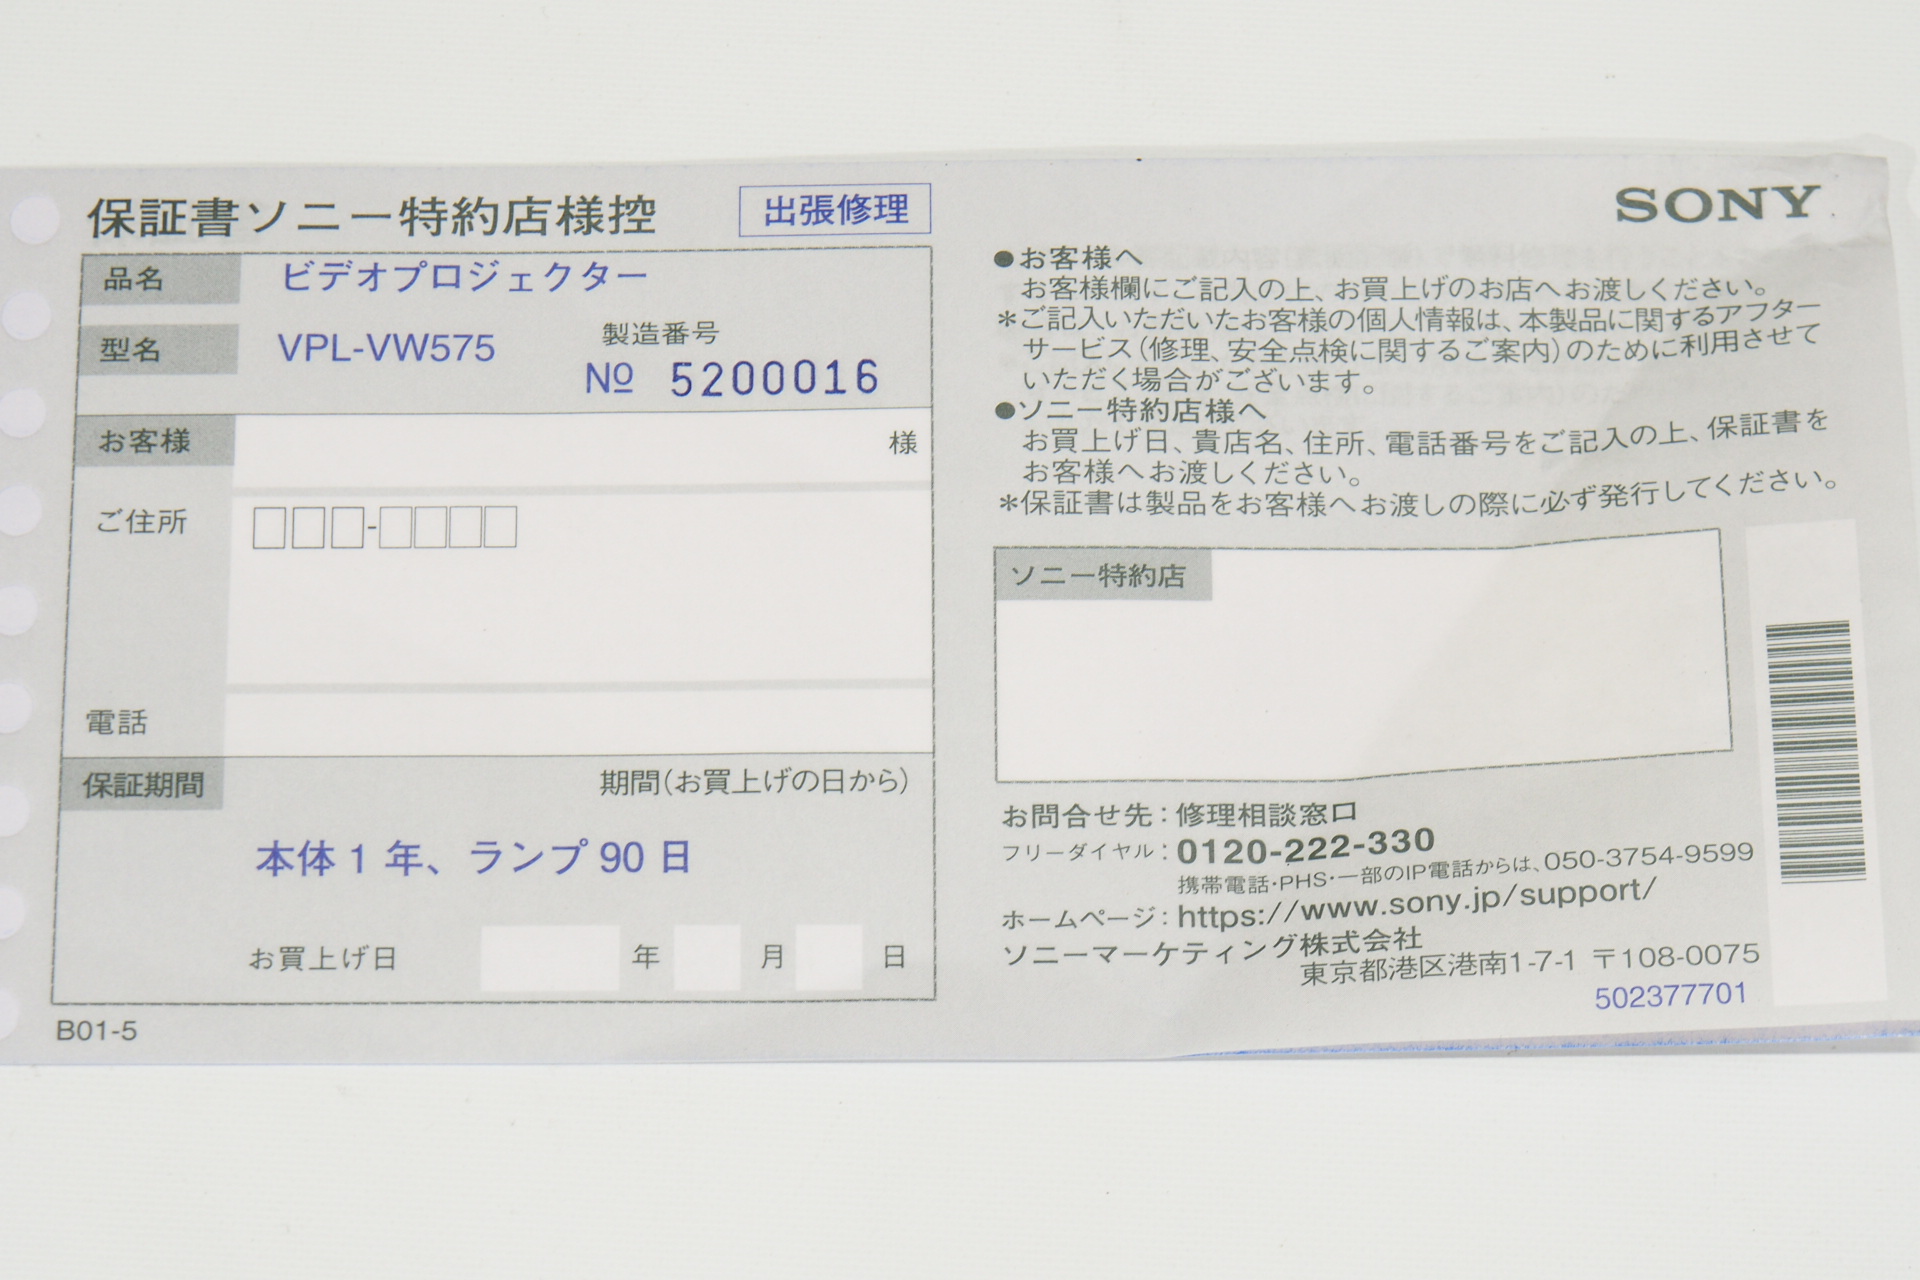 保証書ソニー特約店様控
出張修理
品名 ビデオプロジェクター
型名 VPL-VW575
製造番号
№ 5200016
お客様 様
ご住所 □□□-□□□□
電話
保証期間 期間(お買上げの日から)
本体1年、ランプ90日
お買上げ日 年 月 日
B01-5
SONY
●お客様へ
お客様欄にご記入の上、お買上げのお店へお渡しください。
*ご記入いただいたお客様の個人情報は、本製品に関するアフター
サービス(修理、安全点検に関するご案内)のために利用させて
いただく場合がございます。
●ソニー特約店様へ
お買上げ日、貴店名、住所、電話番号をご記入の上、保証書を
お客様へお渡しください。
*保証書は製品をお客様へお渡しの際に必ず発行してください。
ソニー特約店
お問合せ先:修理相談窓口
フリーダイヤル:0120-222-330
携帯電話・PHS・一部のIP電話からは、050-3754-9599
ホームページ:https://www.sony.jp/support/
ソニーマーケティング株式会社
東京都港区港南1-7-1 〒108-0075
502377701